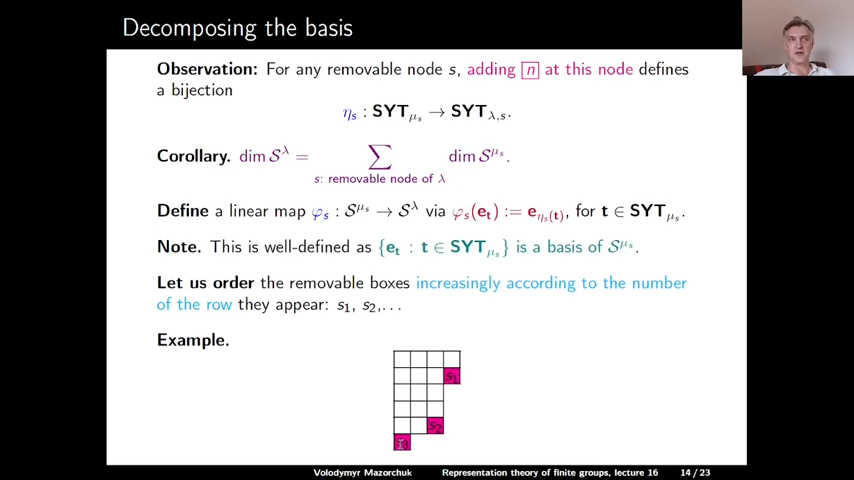 Decomposing the basis
Observation: For any removable node s, adding n at this node defines
a bijection
η_s : SYT_{μ_s} → SYT_{λ,s}.
Corollary. dim S^λ = ∑ dim S^{μ_s}.
s: removable node of λ
Define a linear map φ_s : S^{μ_s} → S^λ via φ_s(e_t) := e_{η_s(t)}, for t ∈ SYT_{μ_s}.
Note. This is well-defined as {e_t : t ∈ SYT_{μ_s}} is a basis of S^{μ_s}.
Let us order the removable boxes increasingly according to the number
of the row they appear: s_1, s_2,...
Example.
s_1
s_2
Volodymyr Mazorchuk Representation theory of finite groups, lecture 16 14/23